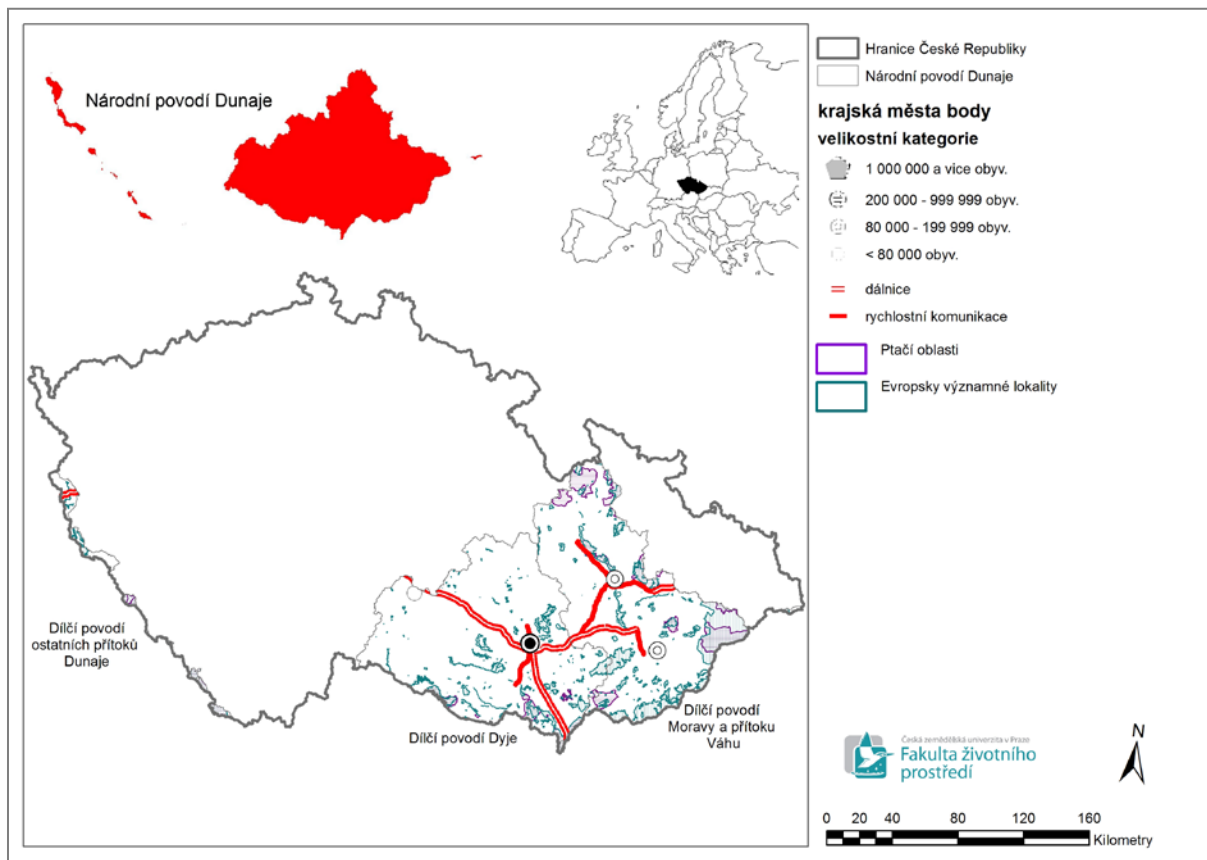 Národní povodí Dunaje
Dílčí povodí
ostatních přítoků
Dunaje
Dílčí povodí Dyje
Dílčí povodí
Moravy a přítoku
Váhu
Hranice České Republiky
Národní povodí Dunaje
krajská města body
velikostní kategorie
1 000 000 a vice obyv.
200 000 - 999 999 obyv.
80 000 - 199 999 obyv.
< 80 000 obyv.
dálnice
rychlostní komunikace
Ptačí oblasti
Evropsky významné lokality
Česká zemědělská univerzita v Praze
Fakulta životního
prostředí
N
0 20 40 80 120 160
Kilometry